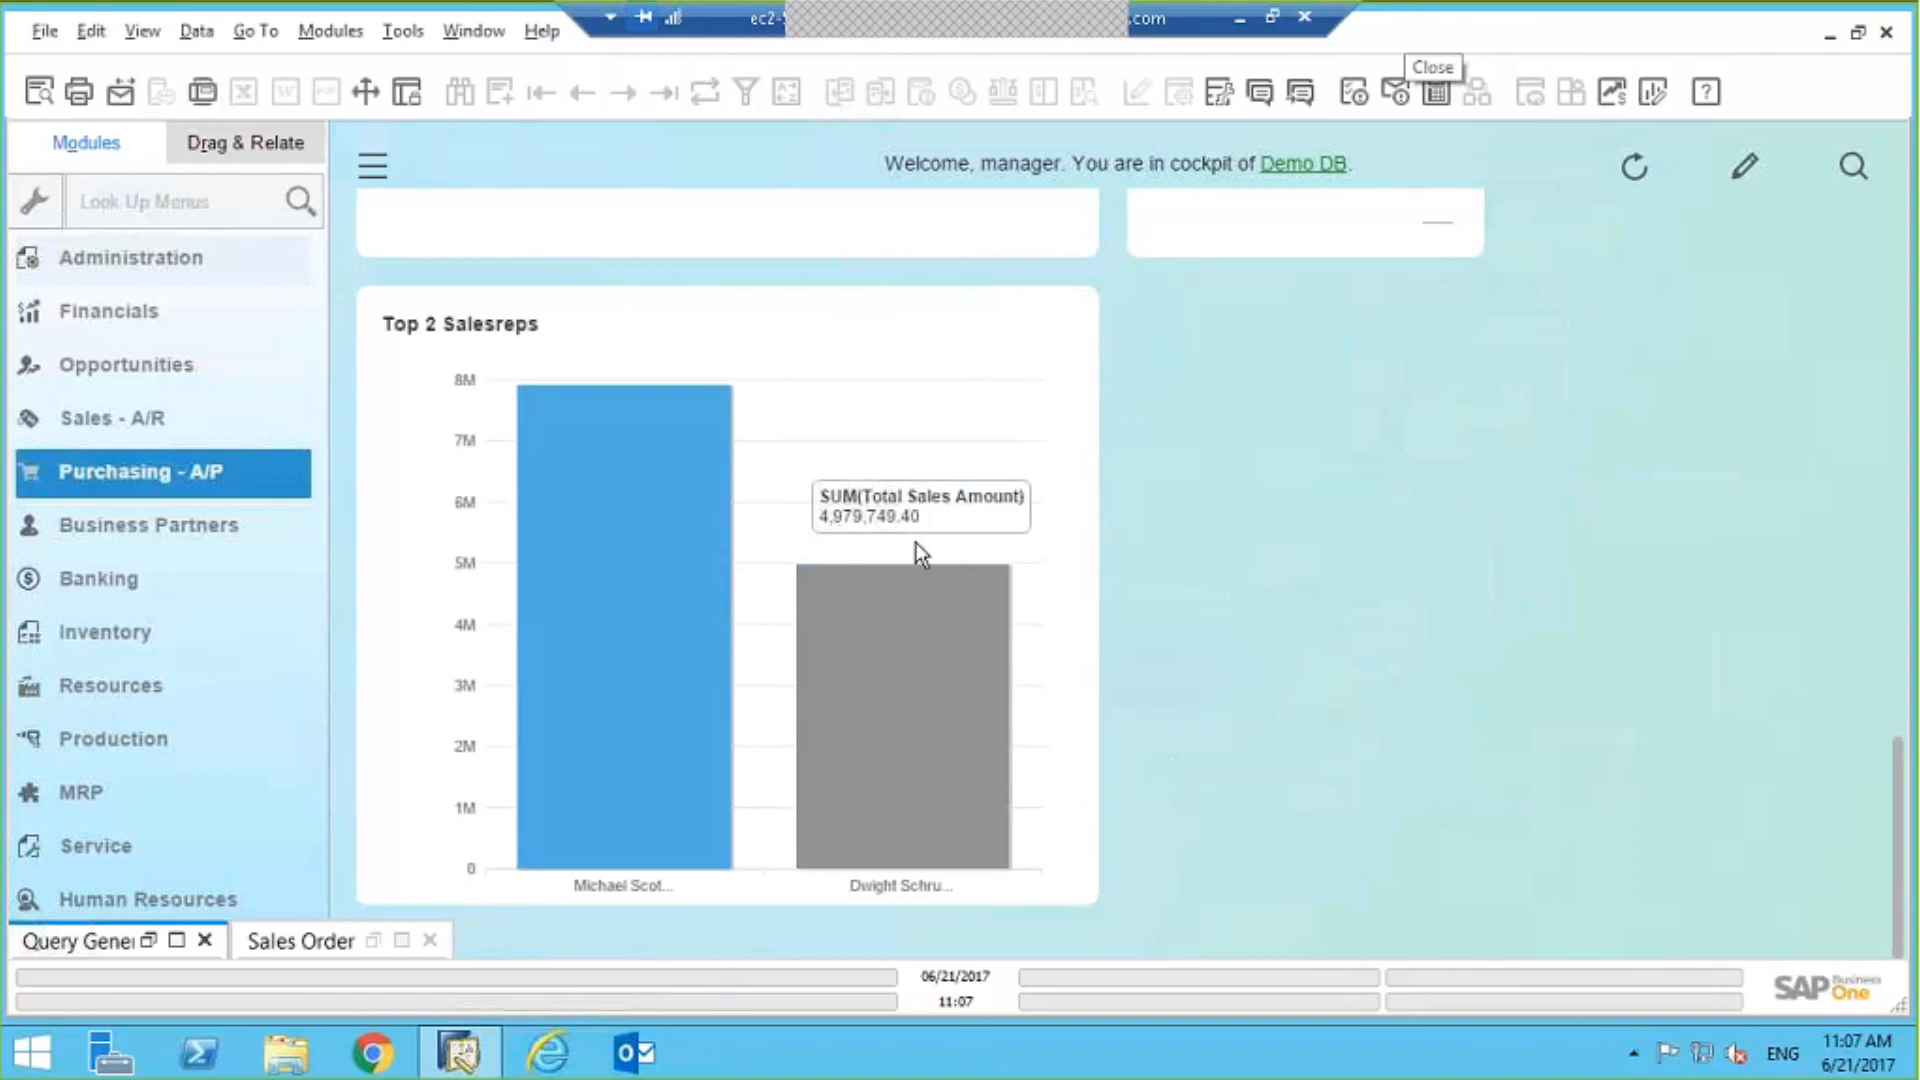 File Edit View Data Go To Modules Tools Window Help
.com
Close
Modules
Drag & Relate
Welcome, manager. You are in cockpit of Demo DB.
Look Up Menus
Administration
Financials
Opportunities
Sales - A/R
Purchasing - A/P
Business Partners
Banking
Inventory
Resources
Production
MRP
Service
Human Resources
Top 2 Salesreps
8M
7M
6M
5M
4M
3M
2M
1M
0
SUM(Total Sales Amount)
4,979,749.40
Michael Scot...
Dwight Schru...
Query Gene
Sales Order
06/21/2017
11:07
SAP Business One
ENG
11:07 AM
6/21/2017